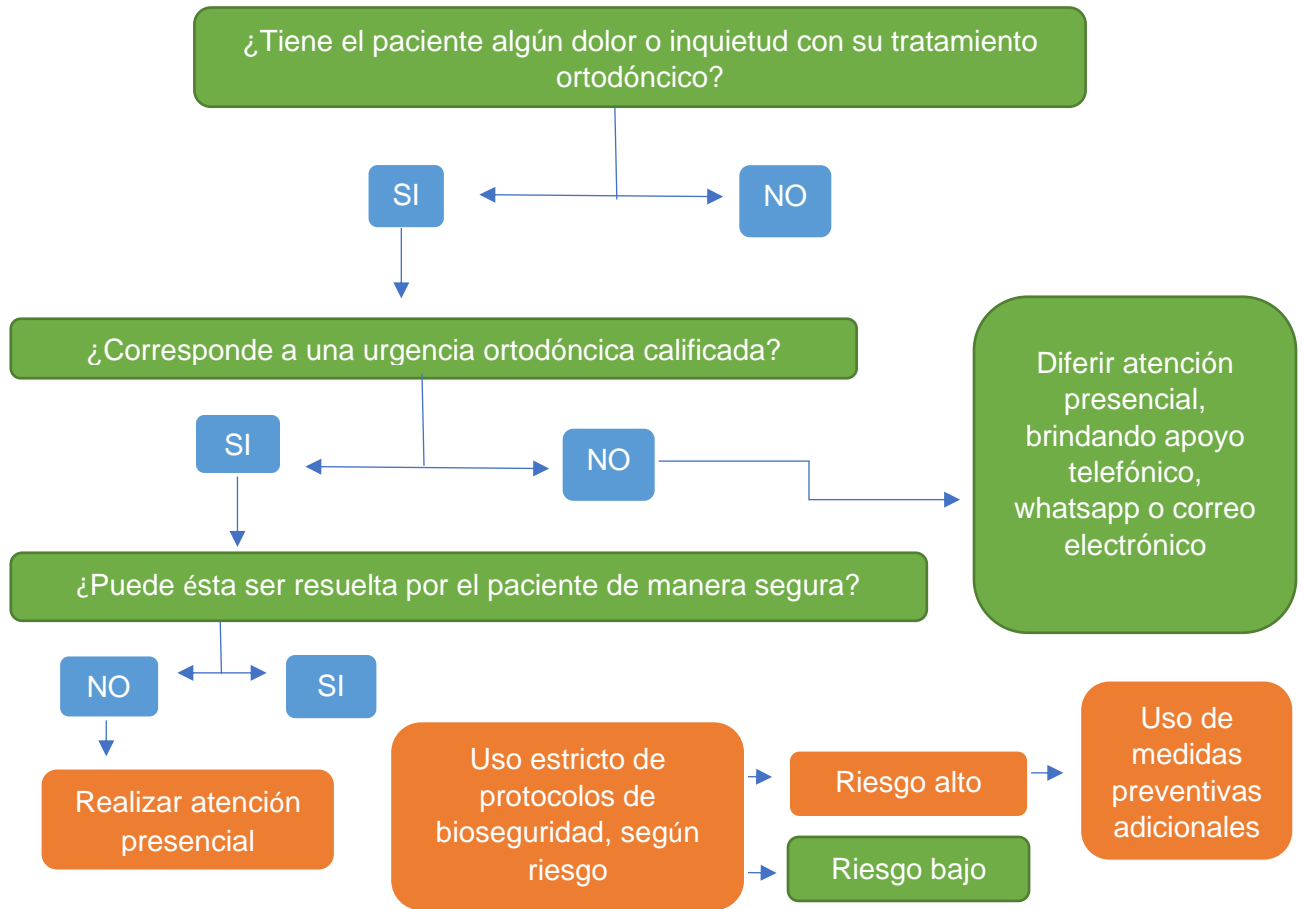 ¿Tiene el paciente algún dolor o inquietud con su tratamiento
ortodóncico?
SI
NO
¿Corresponde a una urgencia ortodóncica calificada?
SI
NO
Diferir atención
presencial,
brindando apoyo
telefónico,
whatsapp o correo
electrónico
¿Puede ésta ser resuelta por el paciente de manera segura?
NO
SI
Realizar atención
presencial
Uso estricto de
protocolos de
bioseguridad, según
riesgo
Riesgo alto
Riesgo bajo
Uso de
medidas
preventivas
adicionales